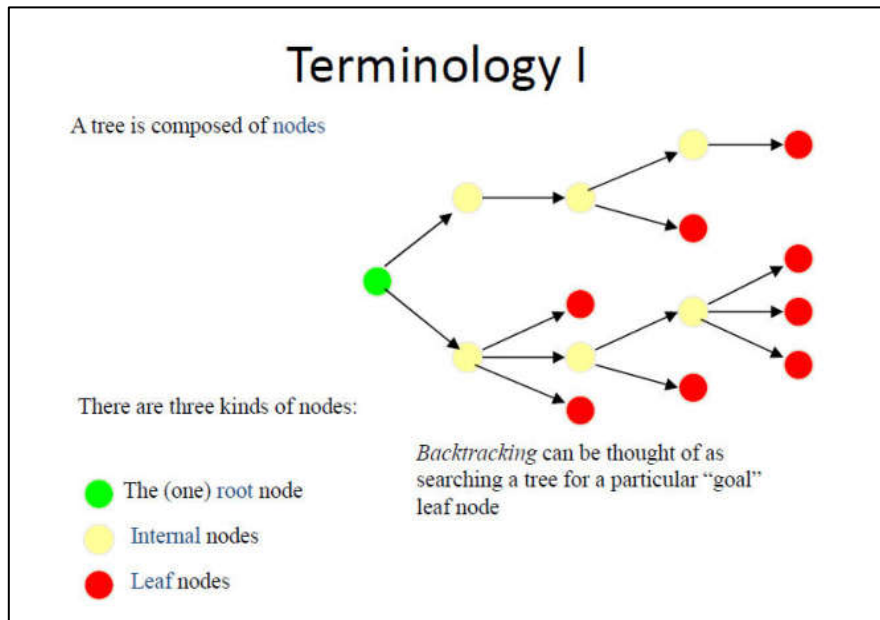 Terminology I
A tree is composed of nodes
There are three kinds of nodes:
The (one) root node
Internal nodes
Leaf nodes
Backtracking can be thought of as
searching a tree for a particular “goal”
leaf node